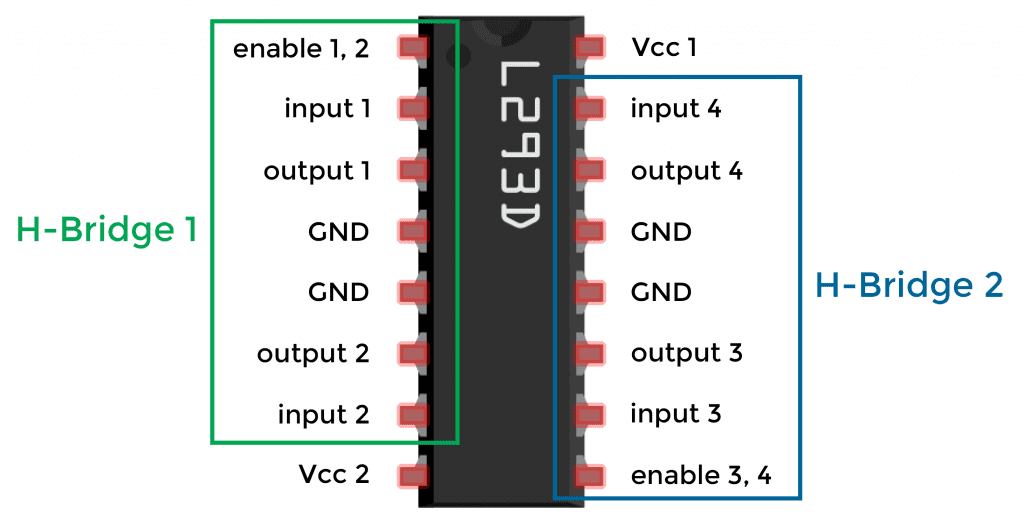 enable 1, 2
input 1
output 1
GND
GND
output 2
input 2
Vcc 2
H-Bridge 1
L293D
Vcc 1
input 4
output 4
GND
GND
output 3
input 3
enable 3, 4
H-Bridge 2